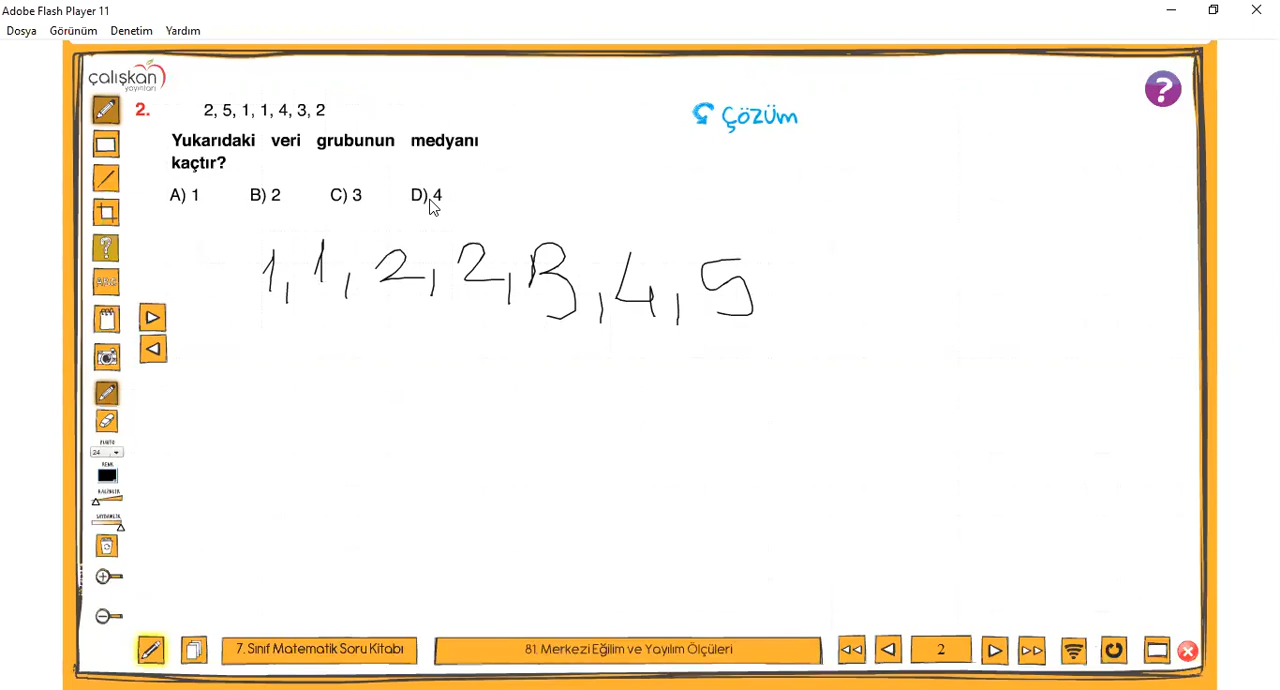 Adobe Flash Player 11
Dosya Görünüm Denetim Yardım
çalışkan
yayınları
2. 2, 5, 1, 1, 4, 3, 2
Yukarıdaki veri grubunun medyanı
kaçtır?
A) 1 B) 2 C) 3 D) 4
Çözüm
?
1, 1, 2, 2, 3, 4, 5
?
24
RENK
7. Sınıf Matematik Soru Kitabı
81. Merkezi Eğilim ve Yayılım Ölçüleri
2